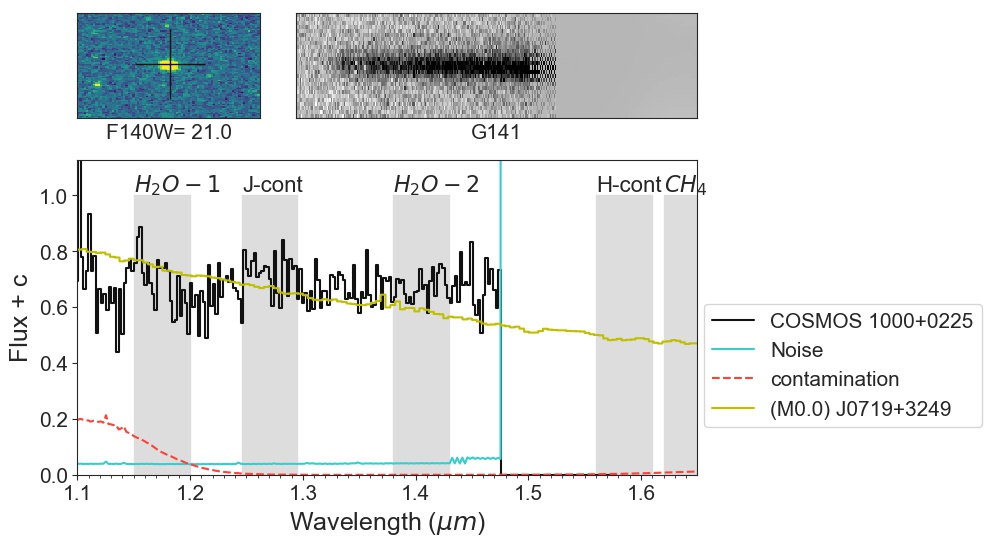 F140W= 21.0
G141
H₂O − 1
J-cont
H₂O − 2
H-cont
CH₄
1.0
0.8
0.6
0.4
0.2
0.0
Flux + c
1.1
1.2
1.3
1.4
1.5
1.6
Wavelength (μm)
COSMOS 1000+0225
Noise
contamination
(M0.0) J0719+3249